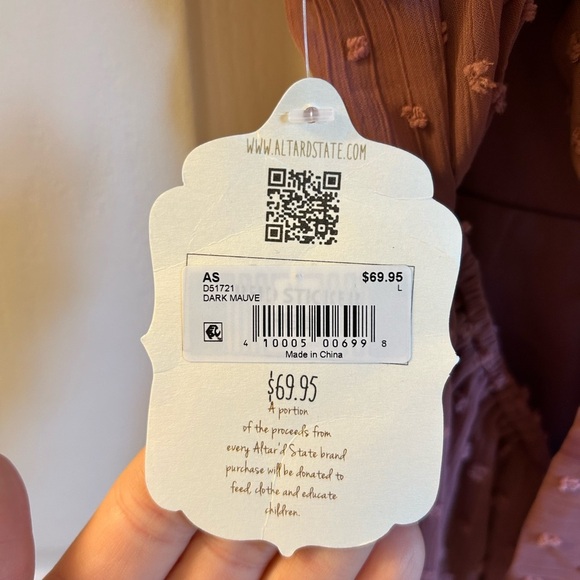 WWW.ALTARDSTATE.COM
AS $69.95
D51721 L
DARK MAUVE
4 10005 00699 8
Made in China
$69.95
A portion
of the proceeds from
every Altar'd State brand
purchase will be donated to
feed, clothe and educate
children.